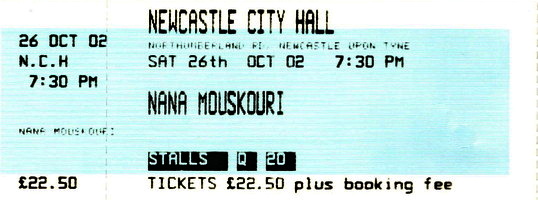 26 OCT 02
N.C.H
7:30 PM
NANA MOUSKOURI
£22.50
NEWCASTLE CITY HALL
NORTHUMBERLAND RD, NEWCASTLE UPON TYNE
SAT 26th OCT 02 7:30 PM
NANA MOUSKOURI
STALLS Q 20
TICKETS £22.50 plus booking fee